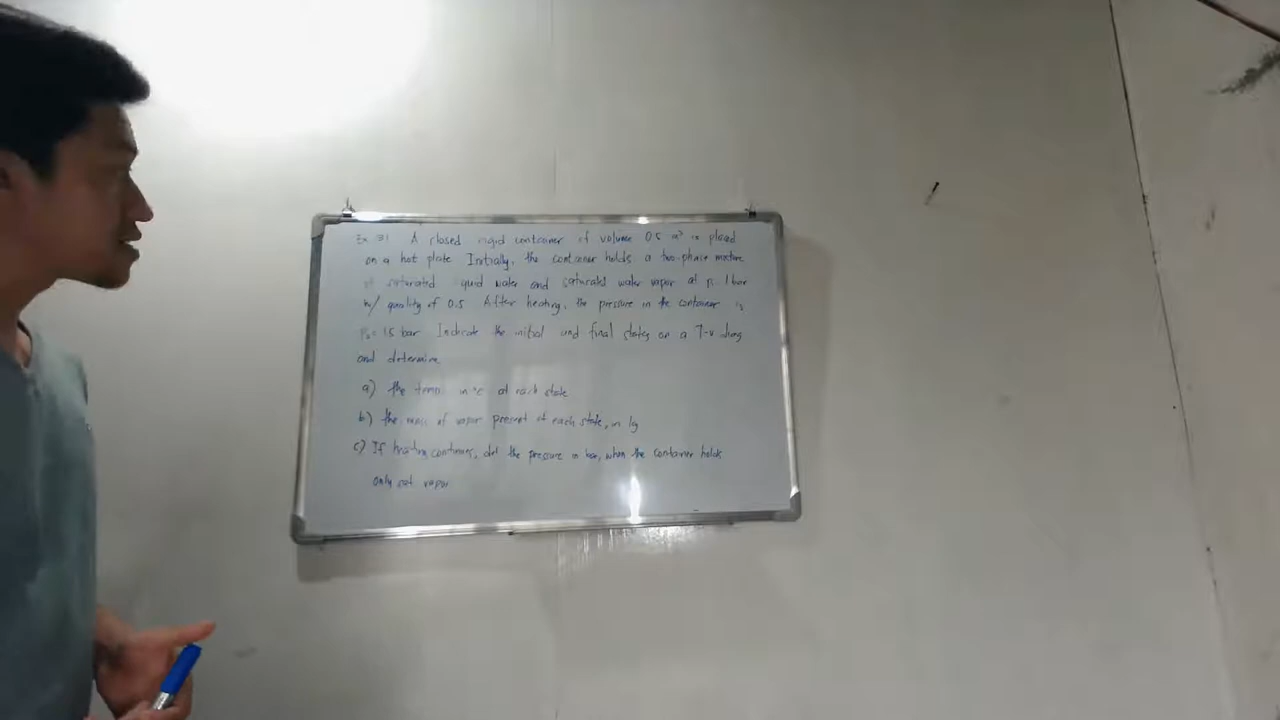 Ex 3.1 A closed rigid container of volume 0.5 m³ is placed
on a hot plate Initially, the container holds a two-phase mixture
of saturated liquid water and saturated water vapor at p₁ 1 bar
w/ quality of 0.5 After heating, the pressure in the container is
p₂= 1.5 bar Indicate the initial and final states on a T-v diag
and determine
a) the temp in °C at each state
b) the mass of vapor present at each state, in kg
c) If heating continues, det the pressure in bar, when the container holds
only sat vapor